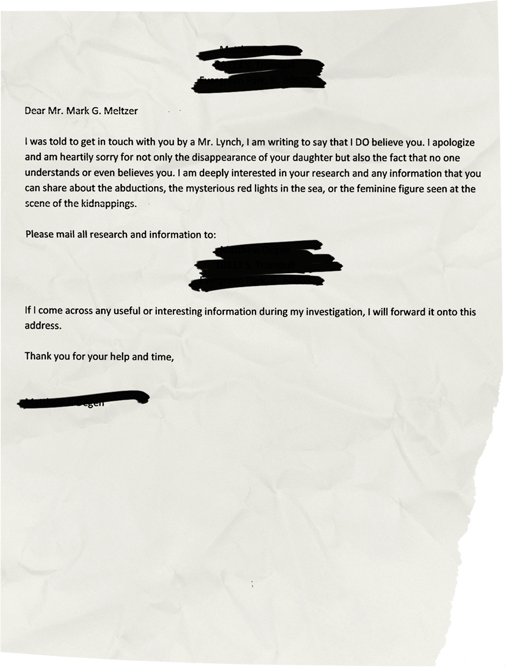 Dear Mr. Mark G. Meltzer
I was told to get in touch with you by a Mr. Lynch, I am writing to say that I DO believe you. I apologize
and am heartily sorry for not only the disappearance of your daughter but also the fact that no one
understands or even believes you. I am deeply interested in your research and any information that you
can share about the abductions, the mysterious red lights in the sea, or the feminine figure seen at the
scene of the kidnappings.
Please mail all research and information to:
If I come across any useful or interesting information during my investigation, I will forward it onto this
address.
Thank you for your help and time,